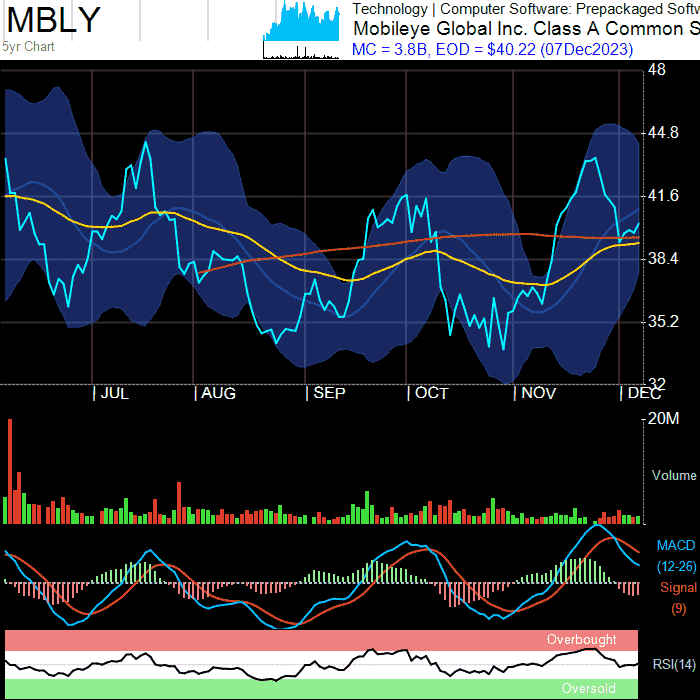 MBLY
5yr Chart
Technology | Computer Software: Prepackaged Softw
Mobileye Global Inc. Class A Common S
MC = 3.8B, EOD = $40.22 (07Dec2023)
48
44.8
41.6
38.4
35.2
32
| JUL | AUG | SEP | OCT | NOV | DEC
20M
Volume
MACD
(12-26)
Signal
(9)
Overbought
RSI(14)
Oversold